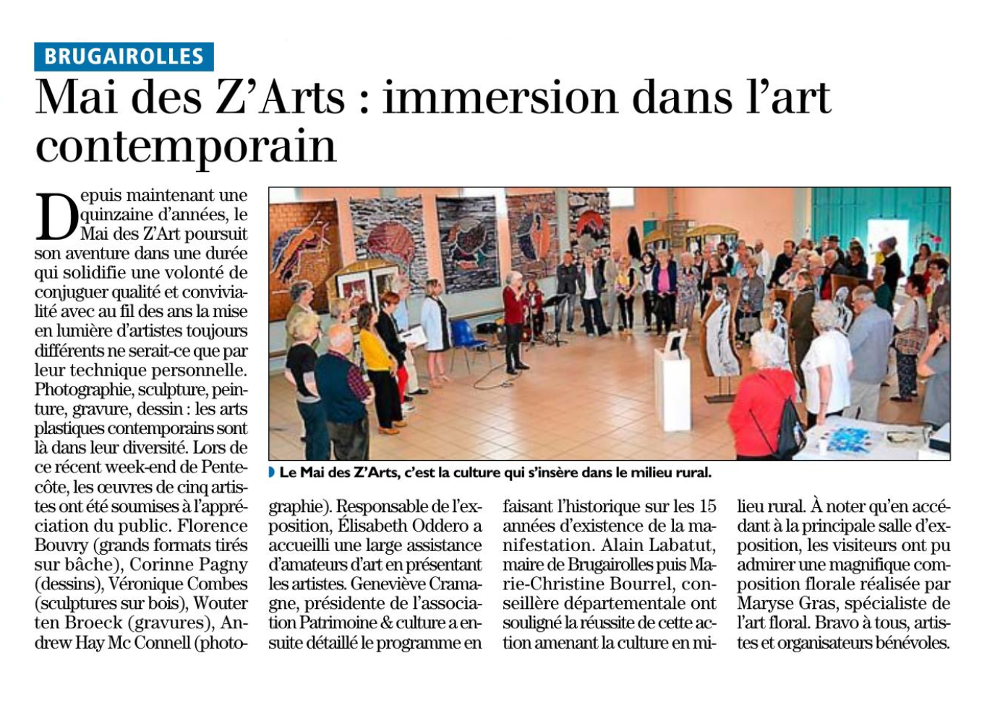 BRUGAIROLLES
Mai des Z’Arts : immersion dans l’art
contemporain
Depuis maintenant une
quinzaine d’années, le
Mai des Z’Art poursuit
son aventure dans une durée
qui solidifie une volonté de
conjuguer qualité et convivia-
lité avec au fil des ans la mise
en lumière d’artistes toujours
différents ne serait-ce que par
leur technique personnelle.
Photographie, sculpture, pein-
ture, gravure, dessin : les arts
plastiques contemporains sont
là dans leur diversité. Lors de
ce récent week-end de Pente-
côte, les œuvres de cinq artis-
tes ont été soumises à l’appré-
ciation du public. Florence
Bouvry (grands formats tirés
sur bâche), Corinne Pagny
(dessins), Véronique Combes
(sculptures sur bois), Wouter
ten Broeck (gravures), An-
drew Hay Mc Connell (photo-
Le Mai des Z’Arts, c’est la culture qui s’insère dans le milieu rural.
graphie). Responsable de l’ex-
position, Élisabeth Oddero a
accueilli une large assistance
d’amateurs d’art en présentant
les artistes. Geneviève Crama-
gne, présidente de l’associa-
tion Patrimoine & culture a en-
suite détaillé le programme en
faisant l’historique sur les 15
années d’existence de la ma-
nifestation. Alain Labatut,
maire de Brugairolles puis Ma-
rie-Christine Bourrel, con-
seillère départementale ont
souligné la réussite de cette ac-
tion amenant la culture en mi-
lieu rural. À noter qu’en accé-
dant à la principale salle d’ex-
position, les visiteurs ont pu
admirer une magnifique com-
position florale réalisée par
Maryse Gras, spécialiste de
l’art floral. Bravo à tous, artis-
tes et organisateurs bénévoles.